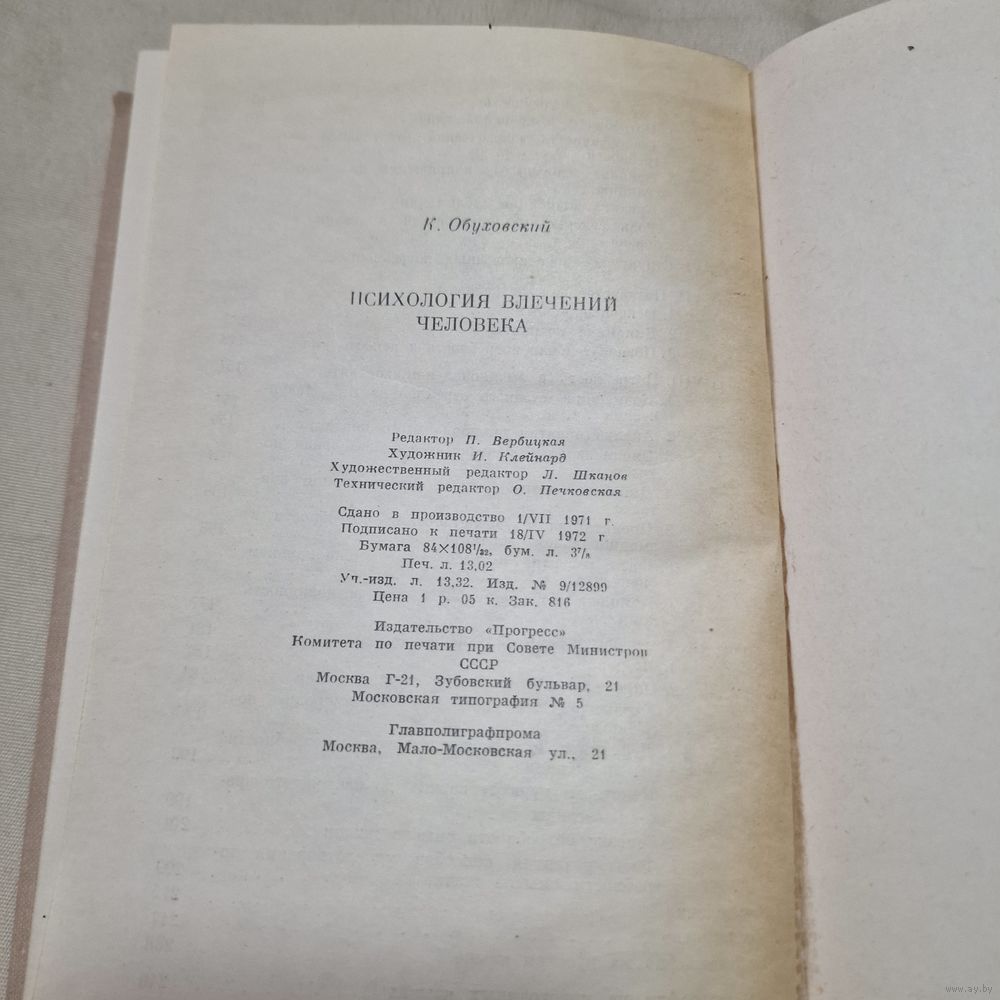 К. Обуховский
ПСИХОЛОГИЯ ВЛЕЧЕНИЙ
ЧЕЛОВЕКА
Редактор П. Вербицкая
Художник И. Клейнард
Художественный редактор Л. Шканов
Технический редактор О. Печковская
Сдано в производство 1/VII 1971 г.
Подписано к печати 18/IV 1972 г.
Бумага 84×108¹/₃₂, бум. л. 3⁷/₈
Печ. л. 13,02
Уч.-изд. л. 13,32. Изд. № 9/12899
Цена 1 р. 05 к. Зак. 816
Издательство «Прогресс»
Комитета по печати при Совете Министров
СССР
Москва Г-21, Зубовский бульвар, 21
Московская типография № 5
Главполиграфпрома
Москва, Мало-Московская ул., 21
www.ay.by